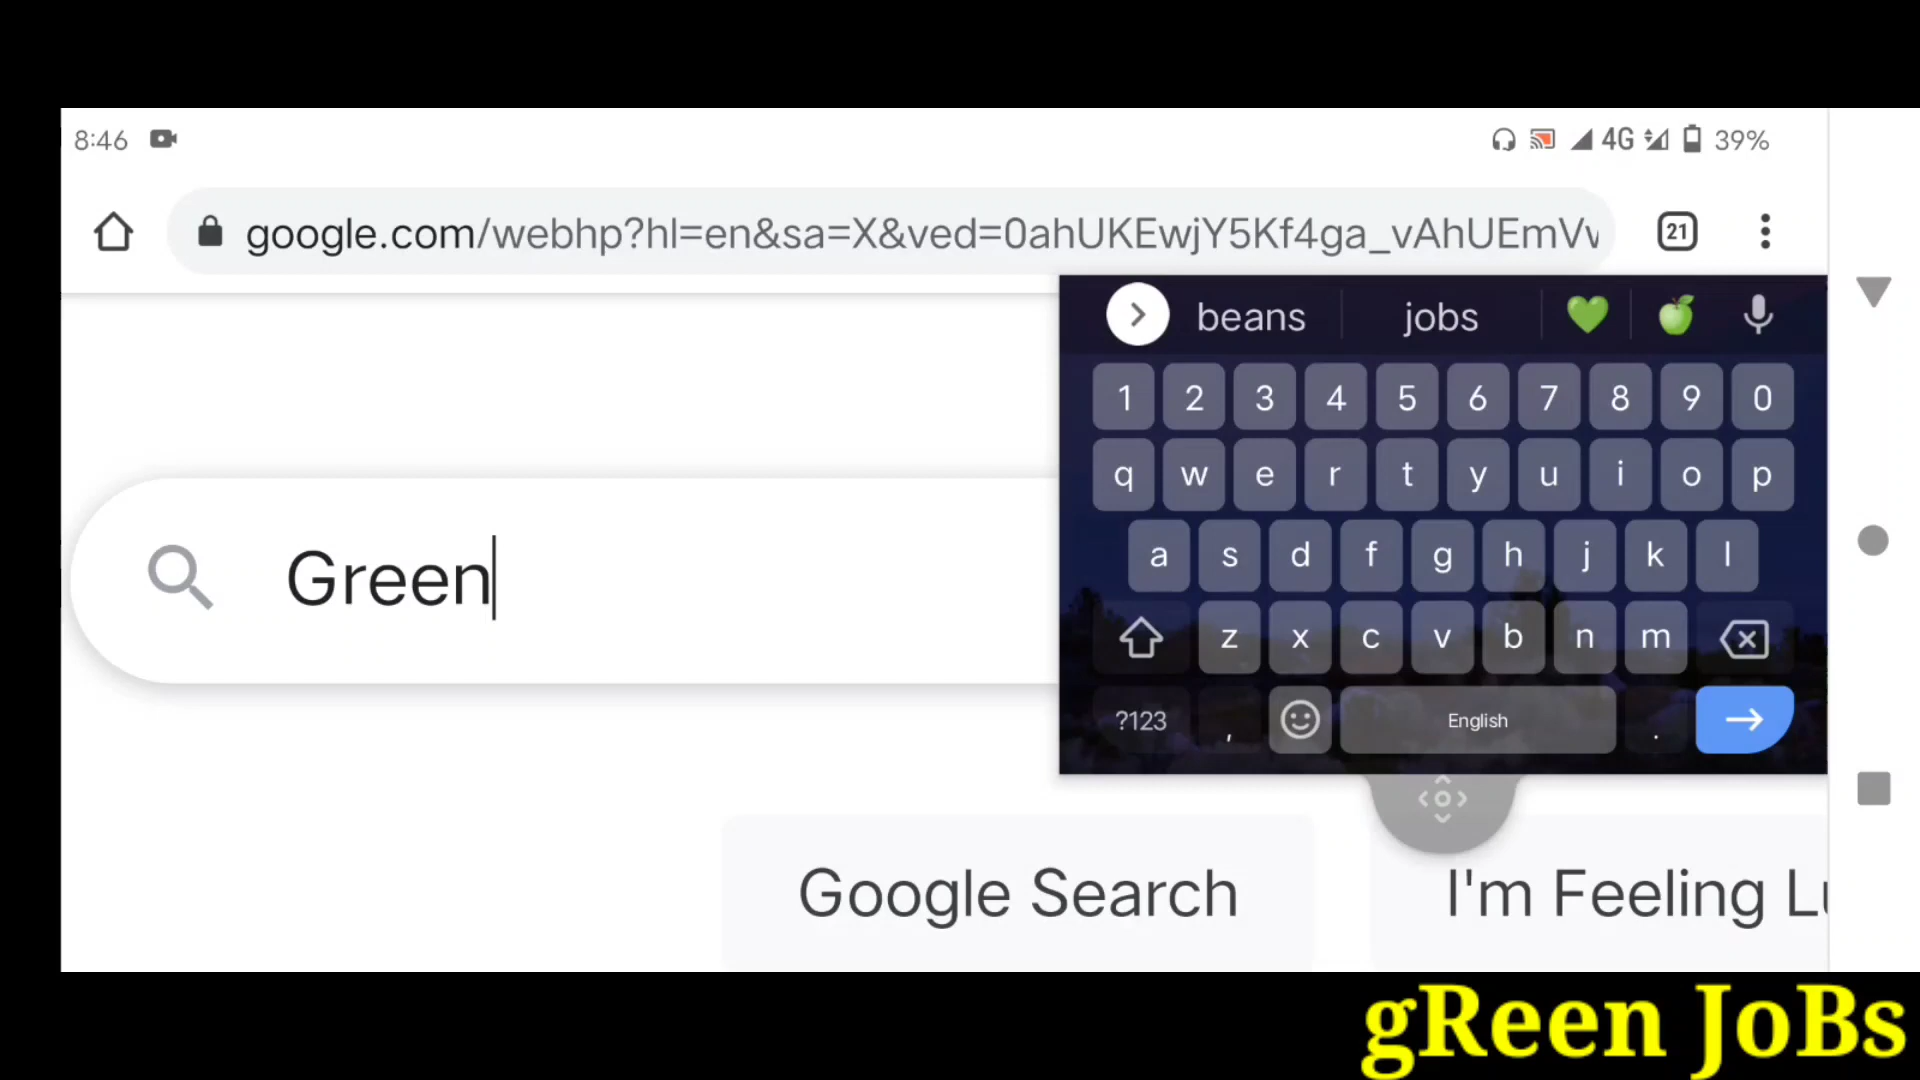 8:46 4G 39%
google.com/webhp?hl=en&sa=X&ved=0ahUKEwjY5Kf4ga_vAhUEmV 21
beans jobs
1 2 3 4 5 6 7 8 9 0
q w e r t y u i o p
Green
a s d f g h j k l
z x c v b n m
?123 , English .
Google Search I'm Feeling Lu
gReen JoBs